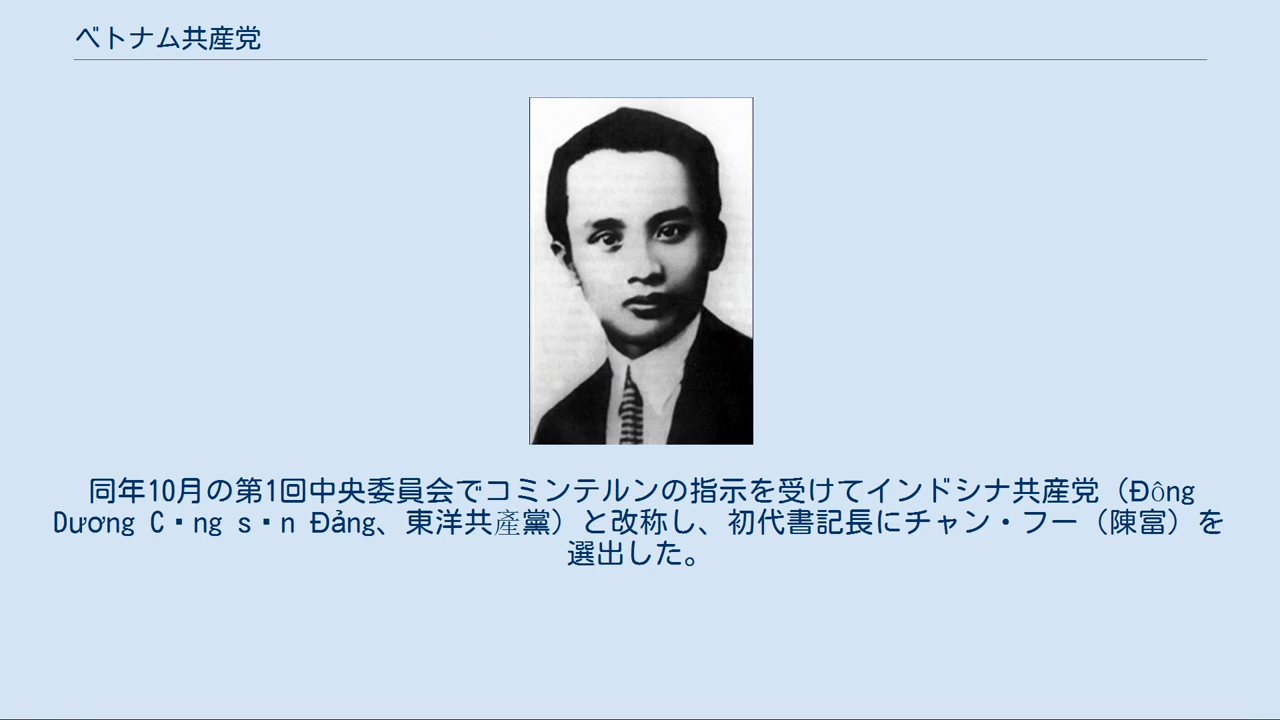 ベトナム共産党
同年10月の第1回中央委員会でコミンテルンの指示を受けてインドシナ共産党（Đông
Dương C▪ng s▪n Đảng、東洋共產黨）と改称し、初代書記長にチャン・フー（陳富）を
選出した。